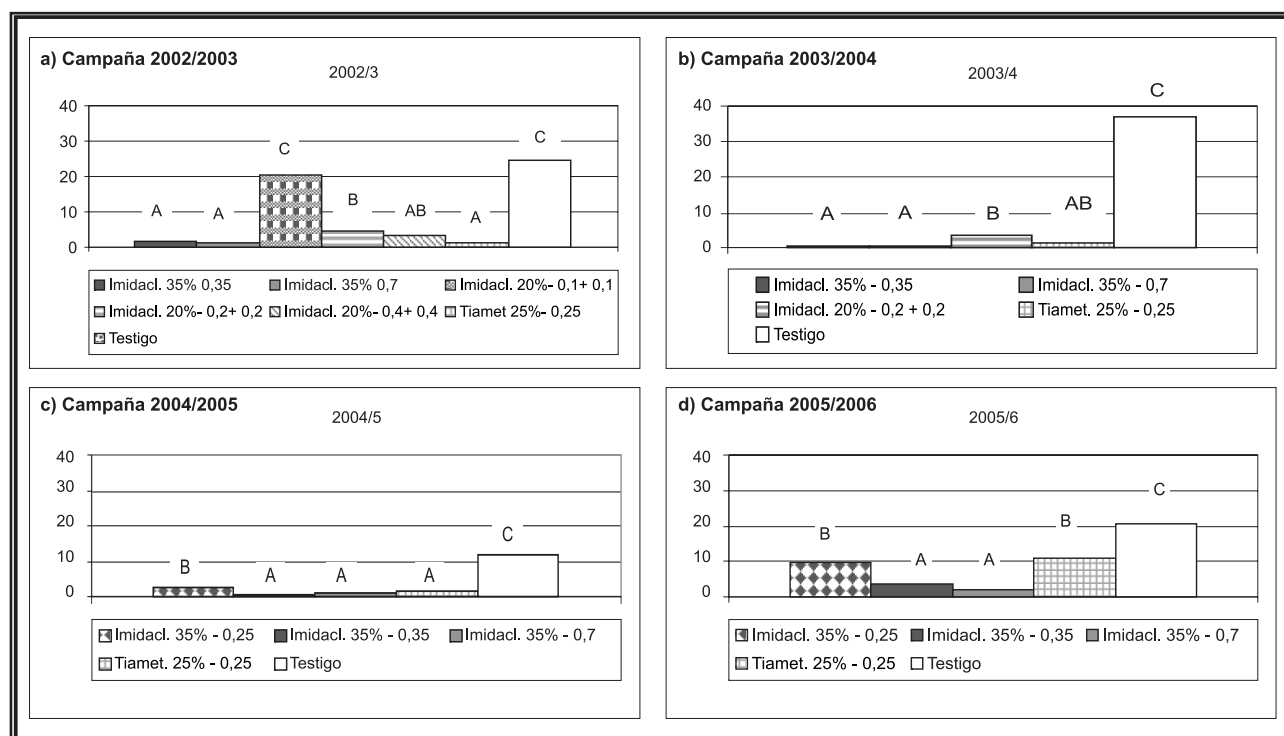 a) Campaña 2002/2003
2002/3
40
30
20
10
0
A
A
C
B
AB
A
C
Imidacl. 35% 0,35
Imidacl. 35% 0,7
Imidacl. 20%- 0,1+ 0,1
Imidacl. 20%- 0,2+ 0,2
Imidacl. 20%- 0,4+ 0,4
Tiamet 25%- 0,25
Testigo
b) Campaña 2003/2004
2003/4
40
30
20
10
0
A
A
B
AB
C
Imidacl. 35% - 0,35
Imidacl. 35% - 0,7
Imidacl. 20% - 0,2 + 0,2
Tiamet. 25% - 0,25
Testigo
c) Campaña 2004/2005
2004/5
40
30
20
10
0
B
A
A
A
C
Imidacl. 35% - 0,25
Imidacl. 35% - 0,35
Imidacl. 35% - 0,7
Tiamet. 25% - 0,25
Testigo
d) Campaña 2005/2006
2005/6
40
30
20
10
0
B
A
A
B
C
Imidacl. 35% - 0,25
Imidacl. 35% - 0,35
Imidacl. 35% - 0,7
Tiamet. 25% - 0,25
Testigo